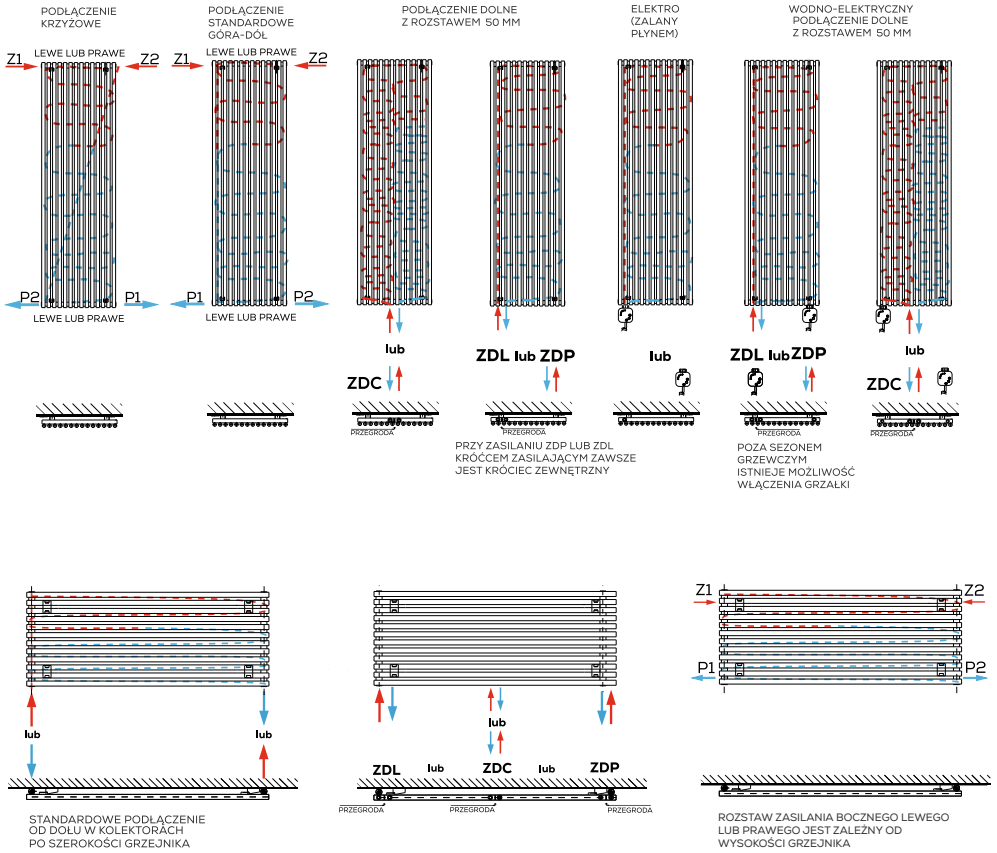 PODŁĄCZENIE
KRZYŻOWE
LEWE LUB PRAWE
Z1
Z2
P2
P1
LEWE LUB PRAWE
PODŁĄCZENIE
STANDARDOWE
GÓRA-DÓŁ
LEWE LUB PRAWE
Z1
Z2
P1
P2
LEWE LUB PRAWE
PODŁĄCZENIE DOLNE
Z ROZSTAWEM 50 MM
lub
ZDC
PRZEGRODA
ZDL lub ZDP
PRZEGRODA
PRZY ZASILANIU ZDP LUB ZDL
KRÓĆCEM ZASILAJĄCYM ZAWSZE
JEST KRÓCIEC ZEWNĘTRZNY
ELEKTRO
(ZALANY
PŁYNEM)
lub
WODNO-ELEKTRYCZNY
PODŁĄCZENIE DOLNE
Z ROZSTAWEM 50 MM
ZDL lub ZDP
PRZEGRODA
POZA SEZONEM
GRZEWCZYM
ISTNIEJE MOŻLIWOŚĆ
WŁĄCZENIA GRZAŁKI
lub
ZDC
PRZEGRODA
lub
lub
STANDARDOWE PODŁĄCZENIE
OD DOŁU W KOLEKTORACH
PO SZEROKOŚCI GRZEJNIKA
lub
ZDL lub ZDC lub ZDP
PRZEGRODA
PRZEGRODA
PRZEGRODA
Z1
Z2
P1
P2
ROZSTAW ZASILANIA BOCZNEGO LEWEGO
LUB PRAWEGO JEST ZALEŻNY OD
WYSOKOŚCI GRZEJNIKA